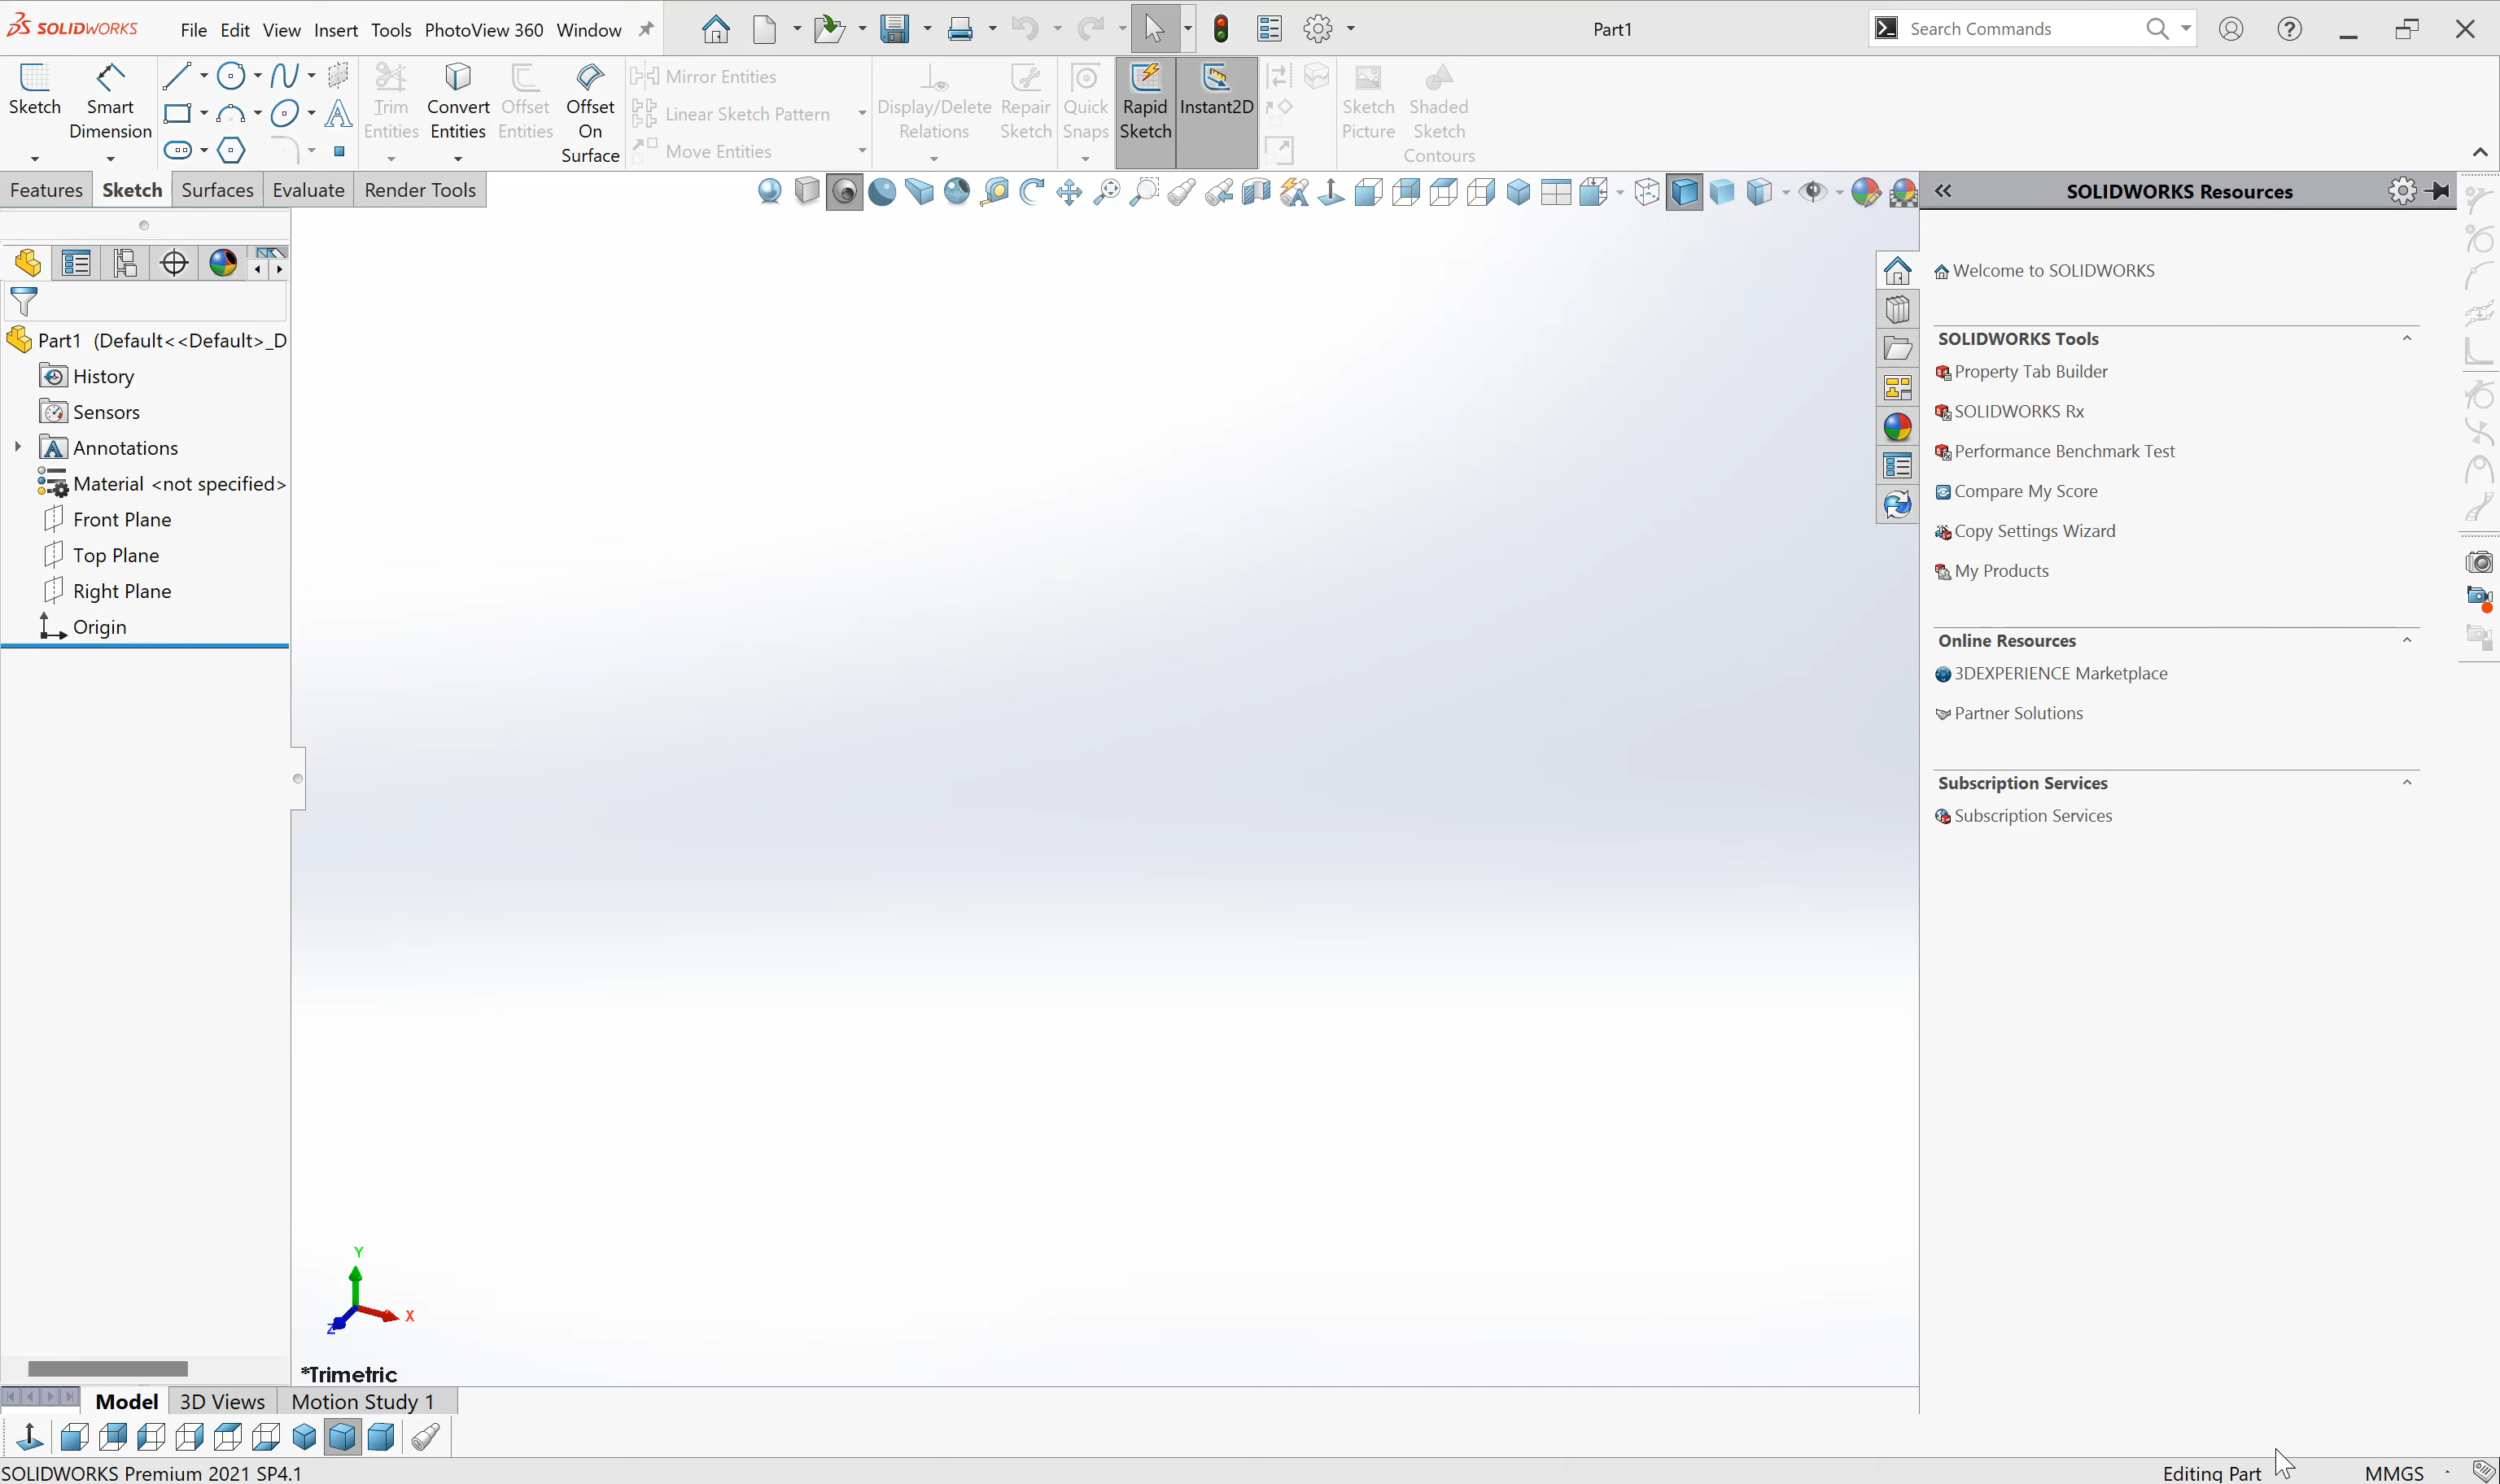 SOLIDWORKS File Edit View Insert Tools PhotoView 360 Window Part1 Search Commands
Sketch
Smart
Dimension
Trim
Entities
Convert
Entities
Offset
Entities
Offset
On
Surface
Mirror Entities
Linear Sketch Pattern
Move Entities
Display/Delete
Relations
Repair
Sketch
Quick
Snaps
Rapid
Sketch
Instant2D
Sketch
Picture
Shaded
Sketch
Contours
Features Sketch Surfaces Evaluate Render Tools
Part1 (Default<<Default>_D
History
Sensors
Annotations
Material <not specified>
Front Plane
Top Plane
Right Plane
Origin
SOLIDWORKS Resources
Welcome to SOLIDWORKS
SOLIDWORKS Tools
Property Tab Builder
SOLIDWORKS Rx
Performance Benchmark Test
Compare My Score
Copy Settings Wizard
My Products
Online Resources
3DEXPERIENCE Marketplace
Partner Solutions
Subscription Services
Subscription Services
Y
X
Z
*Trimetric
Model 3D Views Motion Study 1
SOLIDWORKS Premium 2021 SP4.1 Editing Part MMGS